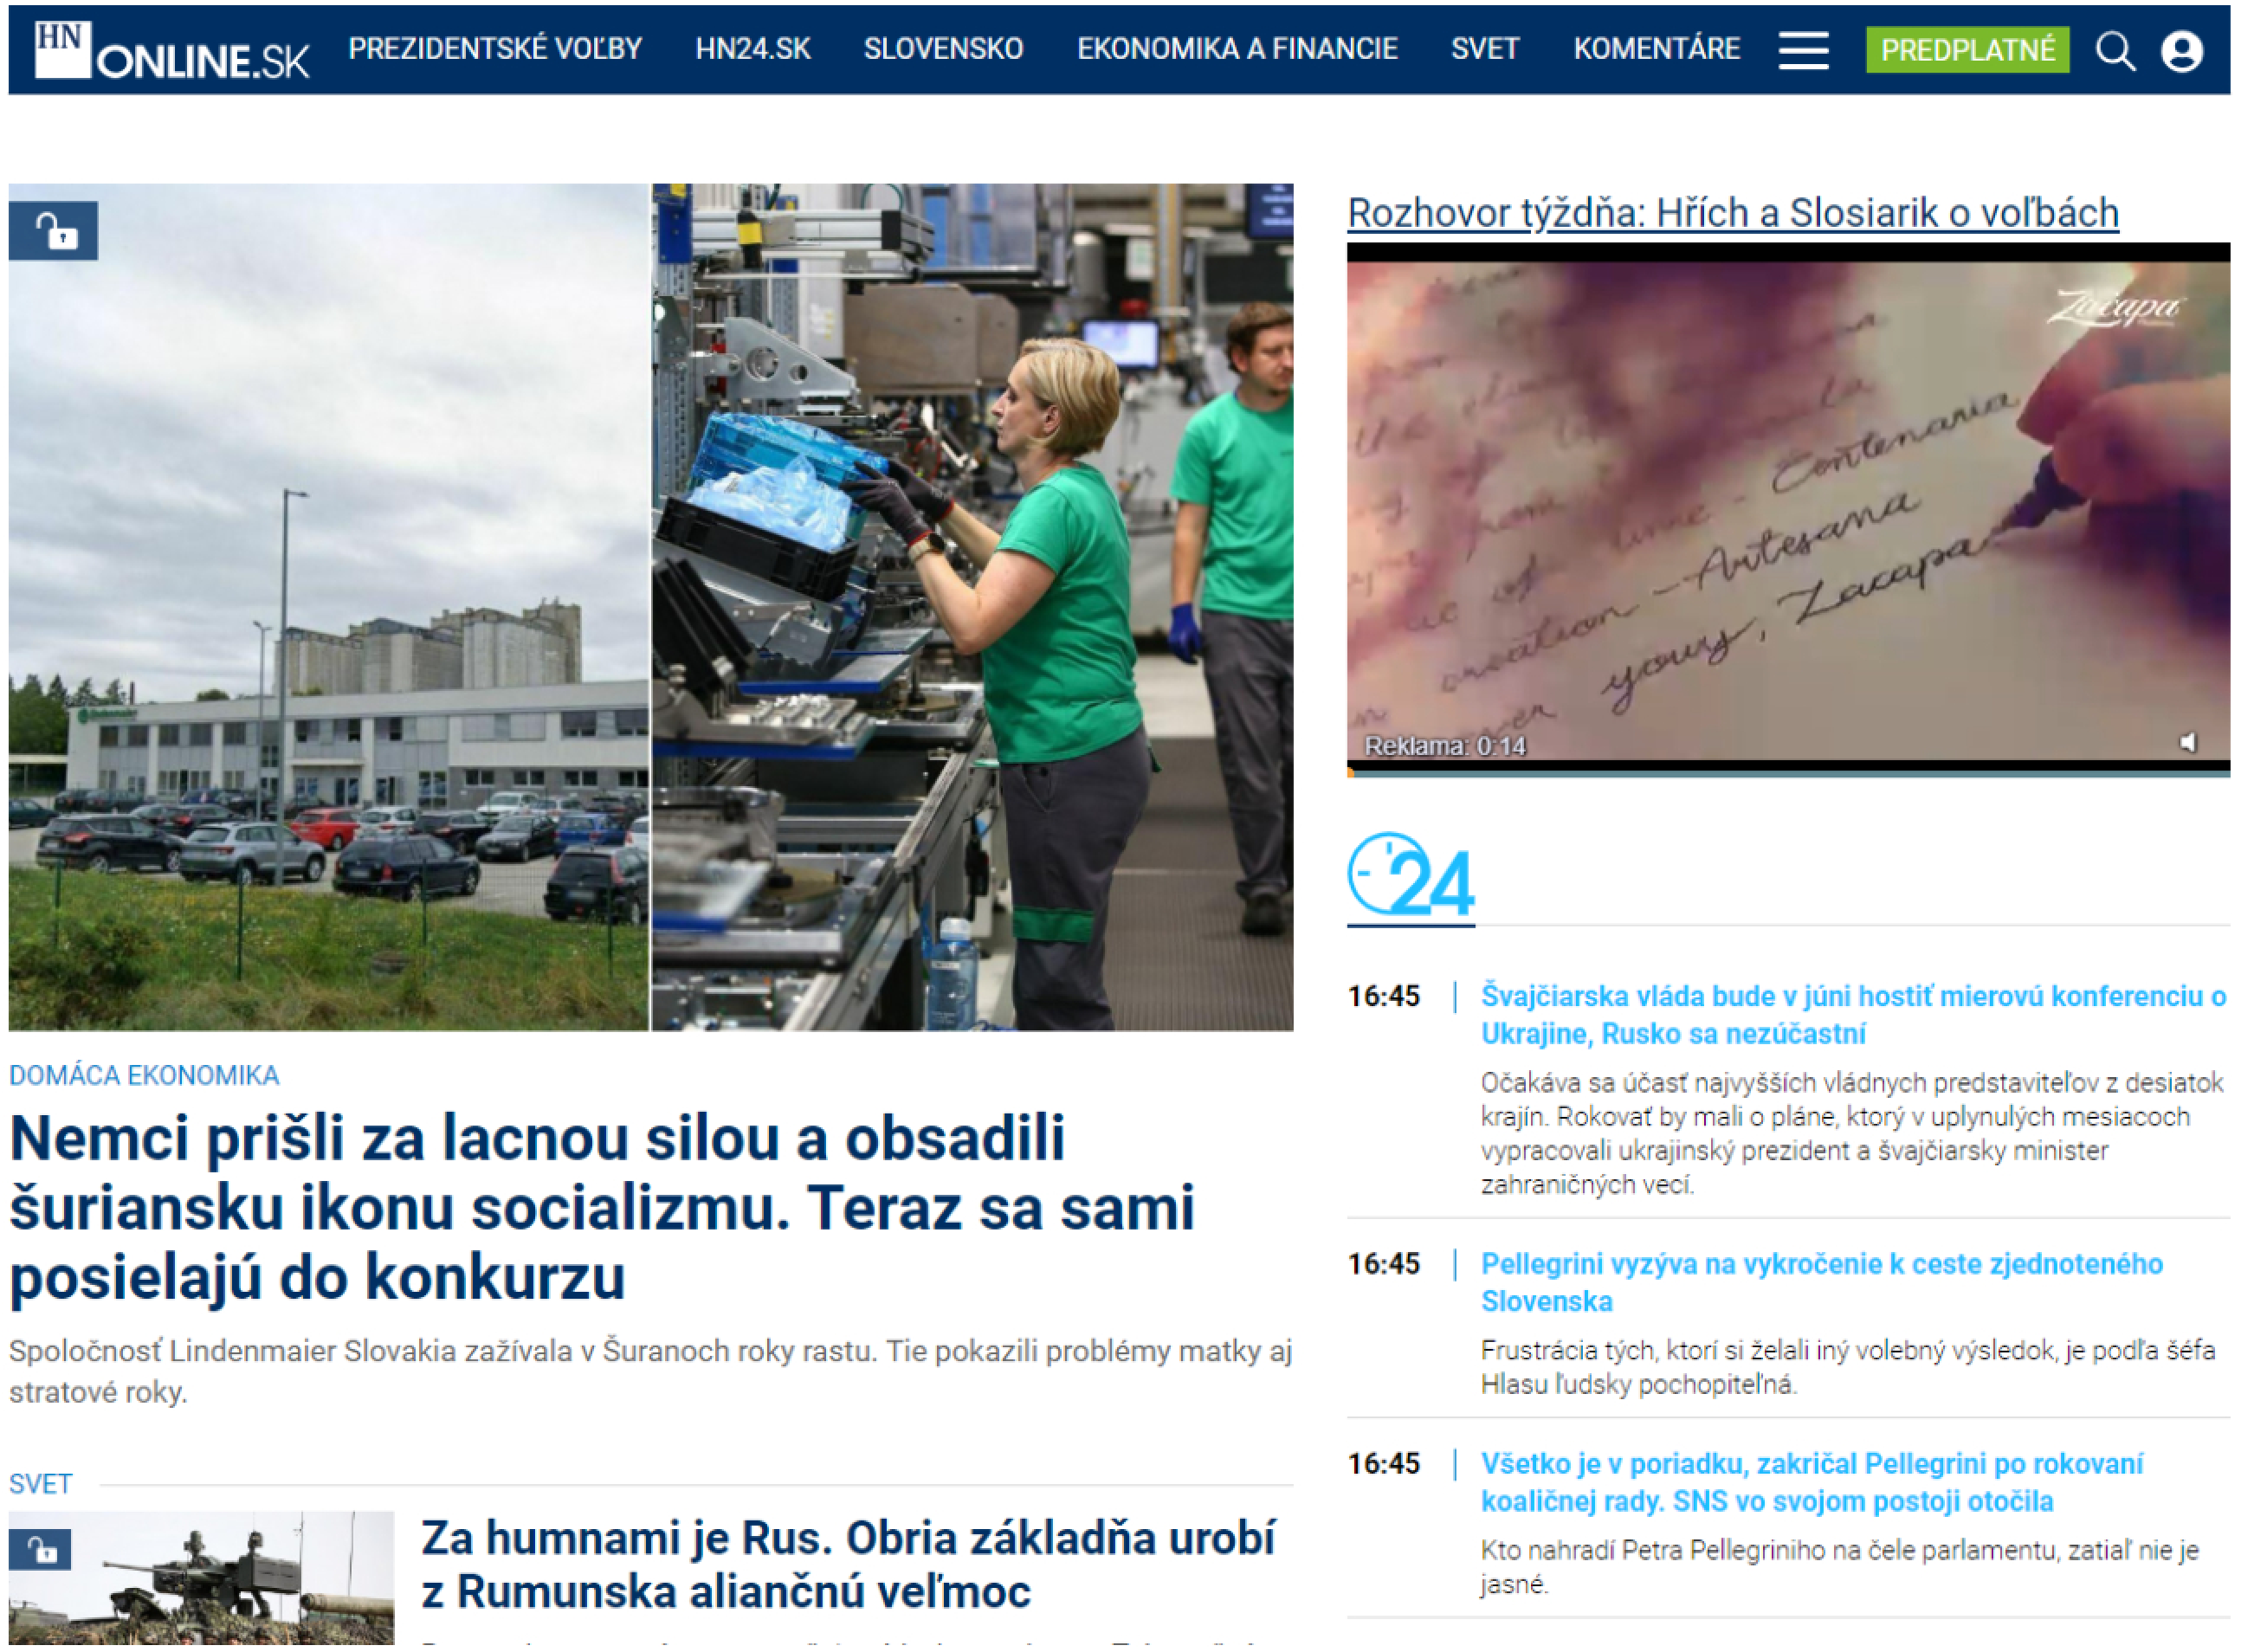 HN ONLINE.SK PREZIDENTSKÉ VOĽBY HN24.SK SLOVENSKO EKONOMIKA A FINANCIE SVET KOMENTÁRE PREDPLATNÉ
DOMÁCA EKONOMIKA
Nemci prišli za lacnou silou a obsadili
šuriansku ikonu socializmu. Teraz sa sami
posielajú do konkurzu
Spoločnosť Lindenmaier Slovakia zažívala v Šuranoch roky rastu. Tie pokazili problémy matky aj
stratové roky.
SVET
Za humnami je Rus. Obria základňa urobí
z Rumunska aliančnú veľmoc
Rozhovor týždňa: Hřích a Slosiarik o voľbách
Zacapa
Centenaria
creation - Artesana
yours, Zacapa
Reklama: 0:14
24
16:45
Švajčiarska vláda bude v júni hostiť mierovú konferenciu o
Ukrajine, Rusko sa nezúčastní
Očakáva sa účasť najvyšších vládnych predstaviteľov z desiatok
krajín. Rokovať by mali o pláne, ktorý v uplynulých mesiacoch
vypracovali ukrajinský prezident a švajčiarsky minister
zahraničných vecí.
16:45
Pellegrini vyzýva na vykročenie k ceste zjednoteného
Slovenska
Frustrácia tých, ktorí si želali iný volebný výsledok, je podľa šéfa
Hlasu ľudsky pochopiteľná.
16:45
Všetko je v poriadku, zakričal Pellegrini po rokovaní
koaličnej rady. SNS vo svojom postoji otočila
Kto nahradí Petra Pellegriniho na čele parlamentu, zatiaľ nie je
jasné.